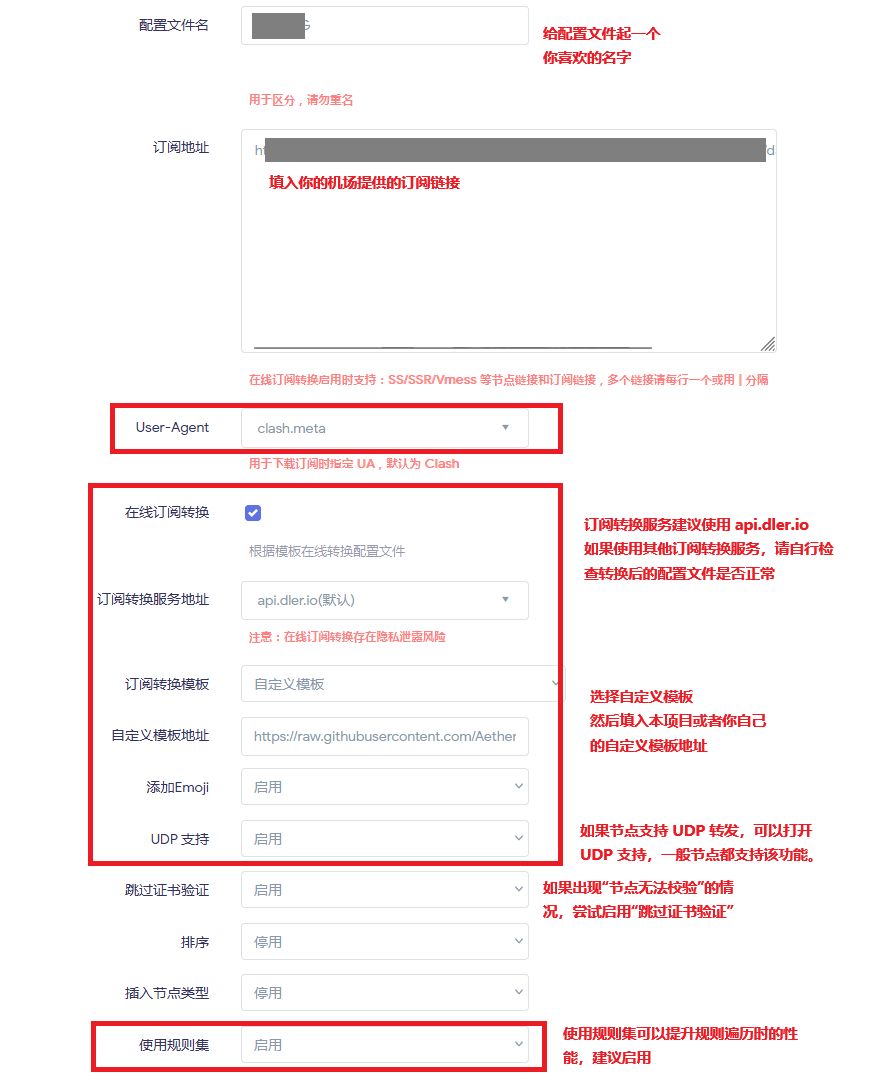 配置文件名
给配置文件起一个
你喜欢的名字
用于区分，请勿重名
订阅地址
填入你的机场提供的订阅链接
在线订阅转换启用时支持：SS/SSR/Vmess 等节点链接和订阅链接，多个链接请每行一个或用 | 分隔
User-Agent
clash.meta
用于下载订阅时指定 UA，默认为 Clash
在线订阅转换
根据模板在线转换配置文件
订阅转换服务建议使用 api.dler.io
如果使用其他订阅转换服务，请自行检
查转换后的配置文件是否正常
订阅转换服务地址
api.dler.io(默认)
注意：在线订阅转换存在隐私泄露风险
订阅转换模板
自定义模板
选择自定义模板
然后填入本项目或者你自己
的自定义模板地址
自定义模板地址
https://raw.githubusercontent.com/Aether
添加Emoji
启用
UDP 支持
启用
如果节点支持 UDP 转发，可以打开
UDP 支持，一般节点都支持该功能。
跳过证书验证
启用
如果出现“节点无法校验”的情
况，尝试启用“跳过证书验证”
排序
停用
插入节点类型
停用
使用规则集
启用
使用规则集可以提升规则遍历时的性
能，建议启用